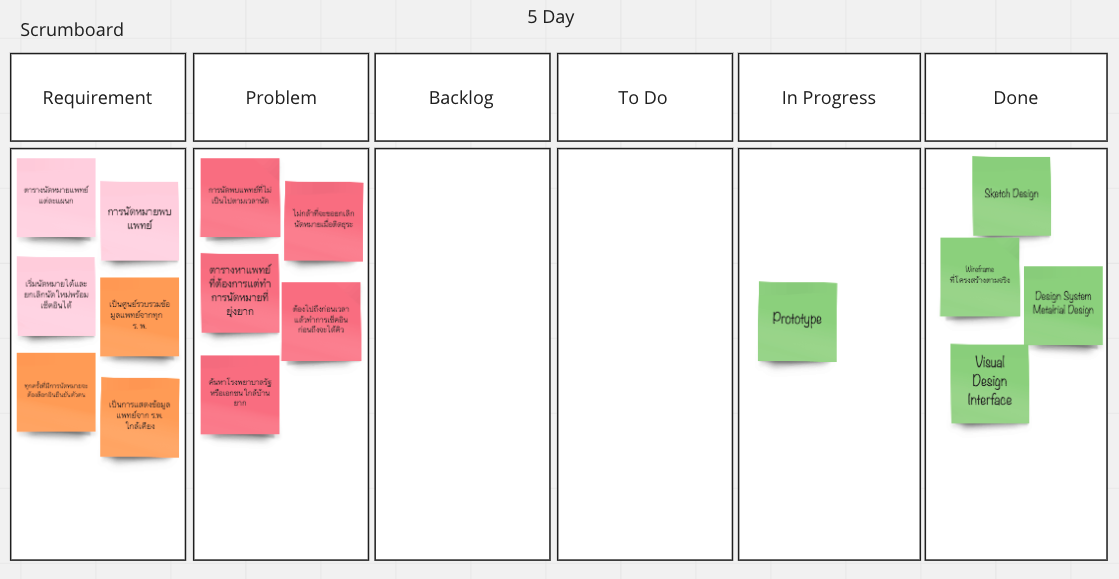 5 Day
Scrumboard
Requirement
Problem
Backlog
To Do
In Progress
Done
ตารางนัดหมายแพทย์
แต่ละแผนก
การนัดหมายพบ
แพทย์
เริ่มนัดหมายได้และ
ยกเลิกนัดใหม่พร้อม
เช็คอินได้
เป็นศูนย์รวบรวมข้อ
มูลแพทย์จากทุก
ร.พ.
ทุกครั้งที่มีการนัดหมายจะ
ต้องล็อกอินยืนยันตัวตน
เป็นการแสดงข้อมูล
แพทย์จาก ร.พ.
ใกล้เคียง
การนัดพบแพทย์ที่ไม่
เป็นไปตามเวลานัด
ไม่กล้าที่จะขอยกเลิก
นัดหมายเมื่อติดธุระ
ตารางหาแพทย์
ที่ต้องการแต่ทำ
การนัดหมายที่
ยุ่งยาก
ต้องไปถึงก่อนเวลา
แล้วทำการเช็คอิน
ก่อนถึงจะได้คิว
ค้นหาโรงพยาบาลรัฐ
หรือเอกชน ใกล้บ้าน
ยาก
Prototype
Sketch Design
Wireframe
ที่โครงสร้างตามจริง
Design System
Metalrial Design
Visual
Design
Interface